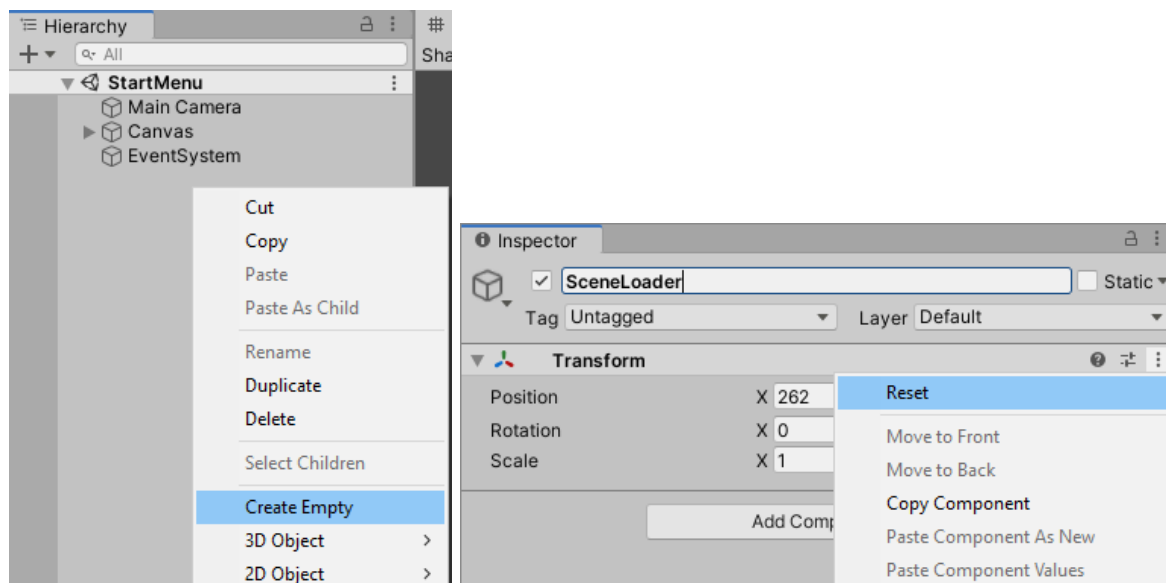 Hierarchy
All
Sha
StartMenu
Main Camera
Canvas
EventSystem
Cut
Copy
Paste
Paste As Child
Rename
Duplicate
Delete
Select Children
Create Empty
3D Object
2D Object
Inspector
SceneLoader
Static
Tag Untagged Layer Default
Transform
Position X 262
Rotation X 0
Scale X 1
Add Comp
Reset
Move to Front
Move to Back
Copy Component
Paste Component As New
Paste Component Values